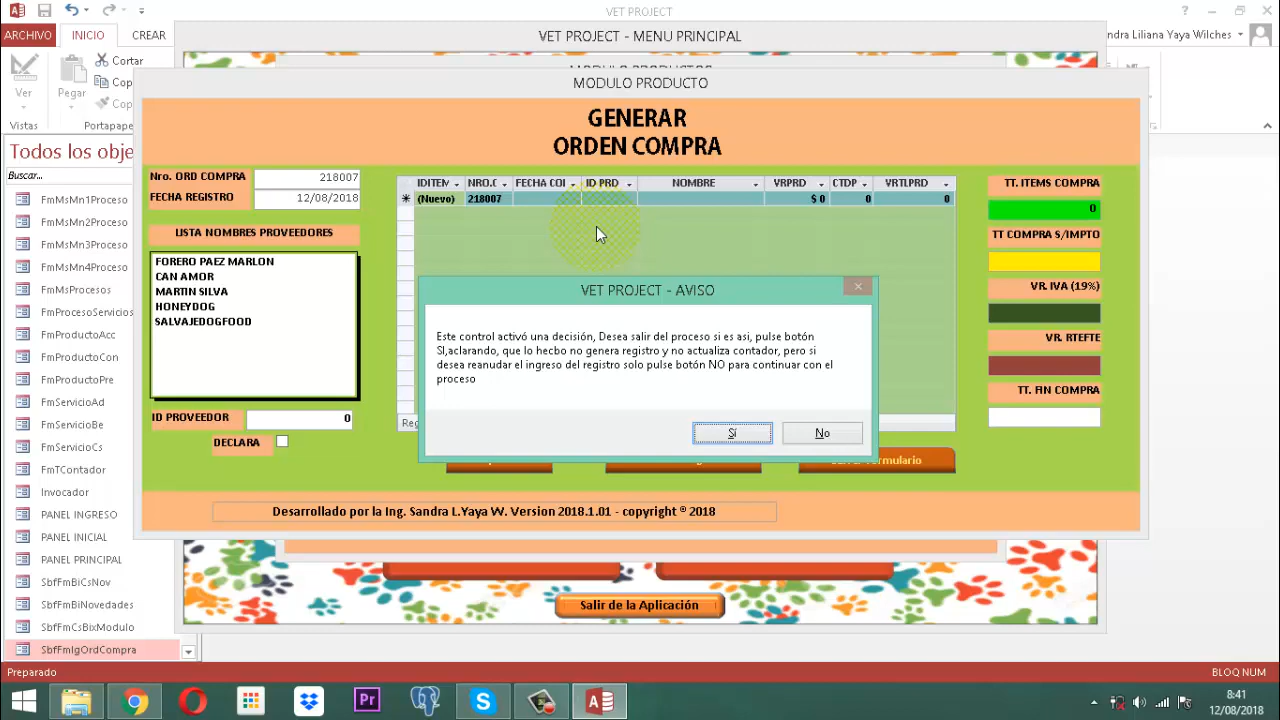 VET PROJECT
ARCHIVO INICIO CREAR
VET PROJECT - MENU PRINCIPAL
ndra Liliana Yaya Wilches
Ver
Pegar
Cortar
Vistas
Portapape
MODULO PRODUCTO
GENERAR
ORDEN COMPRA
Todos los obje
Buscar...
FmMsMn1Proceso
FmMsMn2Proceso
FmMsMn3Proceso
FmMsMn4Proceso
FmMsProcesos
FmProcesoServicios
FmProductoAcc
FmProductoCon
FmProductoPre
FmServicioAd
FmServicioBe
FmServicioCs
FmTContador
Invocador
PANEL INGRESO
PANEL INICIAL
PANEL PRINCIPAL
SbfFmBiCsNov
SbfFmBiNovedades
SbfFmCsBixModulo
SbfFmIgOrdCompra
Nro. ORD COMPRA 218007
FECHA REGISTRO 12/08/2018
LISTA NOMBRES PROVEEDORES
FORERO PAEZ MARLON
CAN AMOR
MARTIN SILVA
HONEYDOG
SALVAJEDOGFOOD
ID PROVEEDOR 0
DECLARA
IDITEM NRO.C FECHA COI ID PRD NOMBRE VRPRD CTDP VRTLPRD
(Nuevo) 218007 $ 0 0 0
Reg
TT. ITEMS COMPRA
0
TT COMPRA S/IMPTO
VR. IVA (19%)
VR. RTEFTE
TT. FIN COMPRA
VET PROJECT - AVISO
Este control activó una decisión, Desea salir del proceso si es asi, pulse botón
SI,aclarando, que lo hecbo no genera registro y no actualiza contador, pero si
desea reanudar el ingreso del registro solo pulse botón NO para continuar con el
proceso
Sí No
Desarrollado por la Ing. Sandra L.Yaya W. Version 2018.1.01 - copyright © 2018
Salir de la Aplicación
Preparado
BLOQ NUM
8:41
12/08/2018